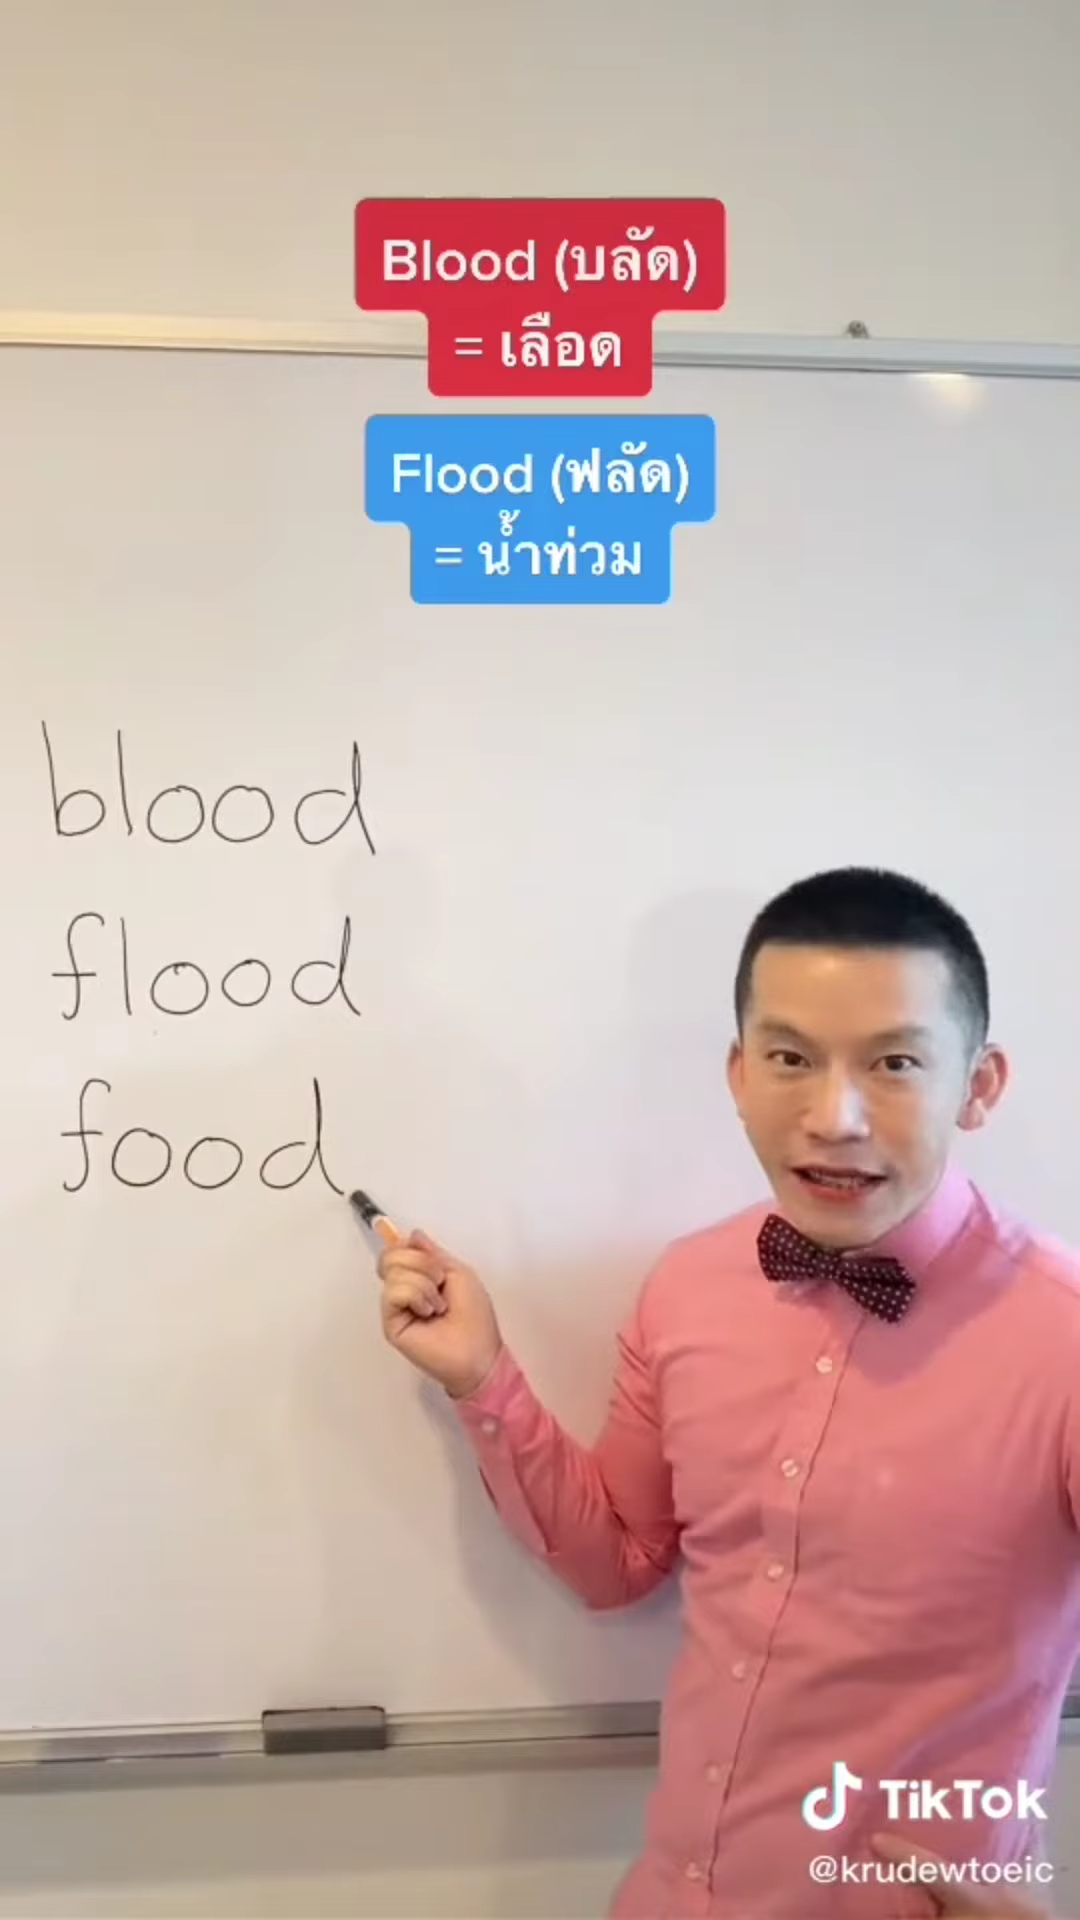 Blood (บลัด)
= เลือด
Flood (ฟลัด)
= น้ำท่วม
blood
flood
food
TikTok
@krudewtoeic